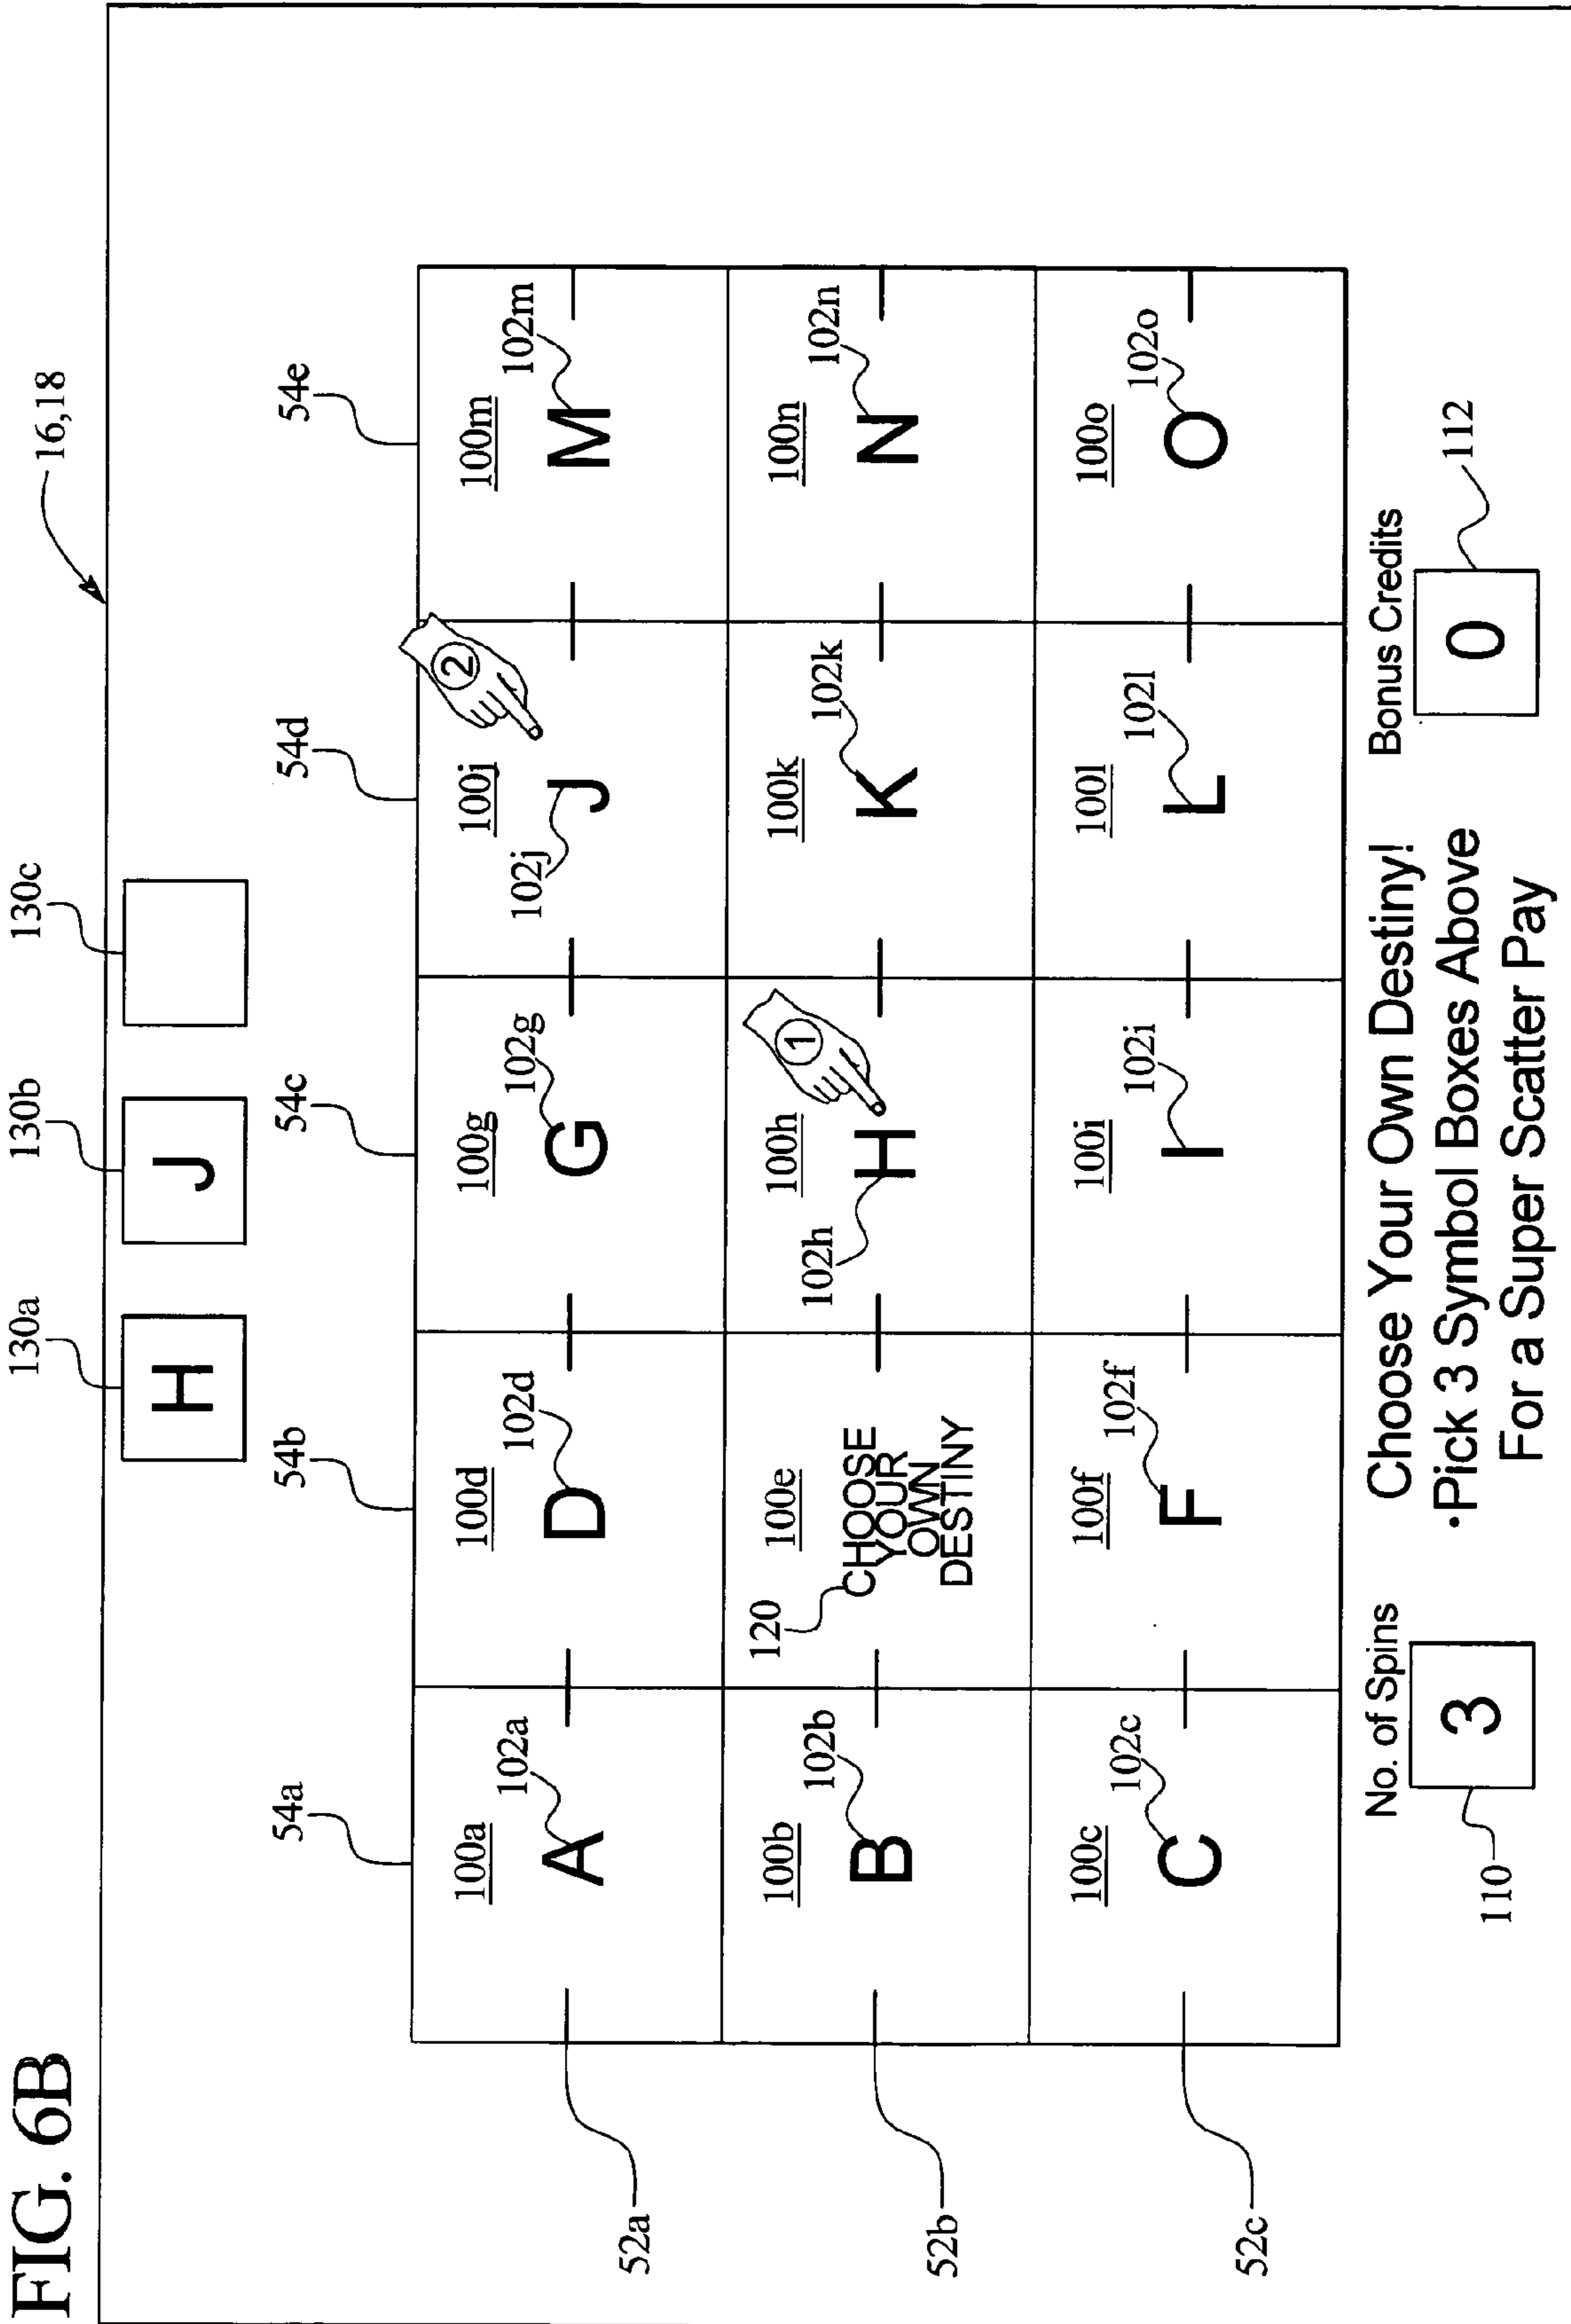 FIG. 6B
16,18
130a
130b
130c
H
J
54a
54b
54c
54d
54e
100a
100d
100g
100j
100m
②
A
102a
D
102d
G
102g
102j
J
M
102m
52a
100b
100e
100h
100k
100n
①
B
102b
120
CHOOSE
YOUR
OWN
DESTINY
102h
H
K
102k
N
102n
52b
100c
100f
100i
100l
100o
C
102c
F
102f
I
102i
L
102l
O
102o
52c
No. of Spins
3
110
Choose Your Own Destiny!
•Pick 3 Symbol Boxes Above
For a Super Scatter Pay
Bonus Credits
0
112